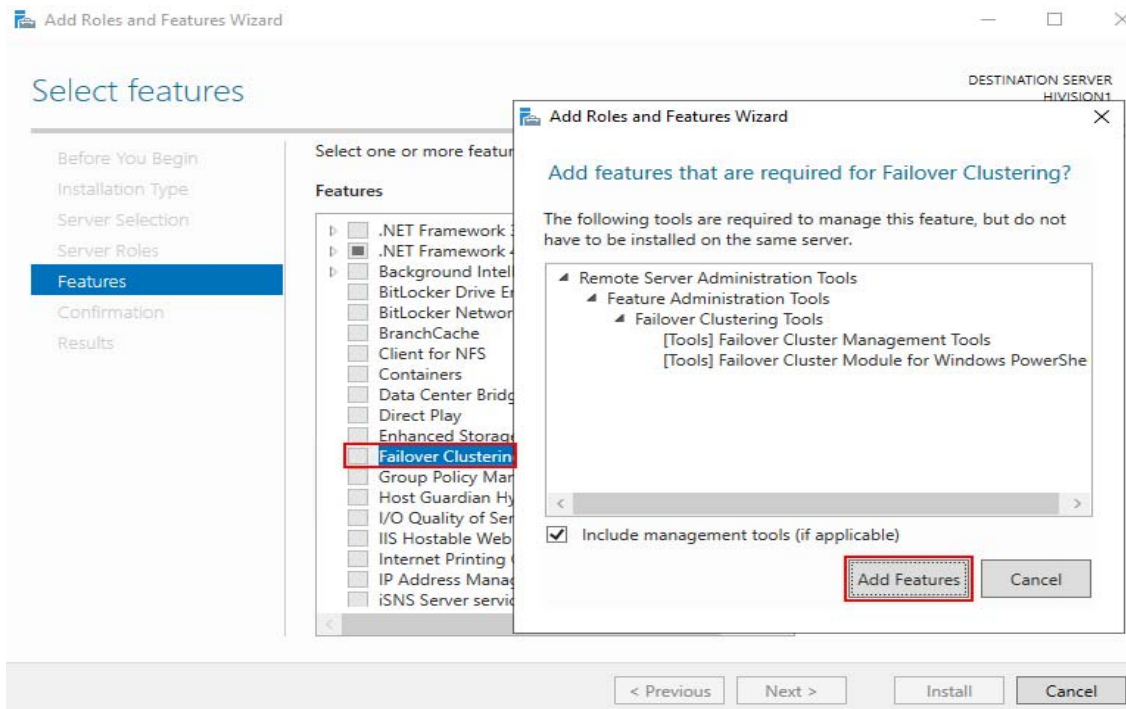 Add Roles and Features Wizard
Select features
DESTINATION SERVER
HIVISION1
Before You Begin
Installation Type
Server Selection
Server Roles
Features
Confirmation
Results
Select one or more featur
Features
.NET Framework
.NET Framework
Background Intell
BitLocker Drive
BitLocker Networ
BranchCache
Client for NFS
Containers
Data Center
Direct Play
Enhanced Storage
Failover Clusterin
Group Policy
Host Guardian
I/O Quality of Ser
IIS Hostable Web
Internet Printing
IP Address
iSNS Server servic
Add Roles and Features Wizard
Add features that are required for Failover Clustering?
The following tools are required to manage this feature, but do not
have to be installed on the same server.
Remote Server Administration Tools
Feature Administration Tools
Failover Clustering Tools
[Tools] Failover Cluster Management Tools
[Tools] Failover Cluster Module for Windows PowerShe
Include management tools (if applicable)
Add Features
Cancel
< Previous
Next >
Install
Cancel